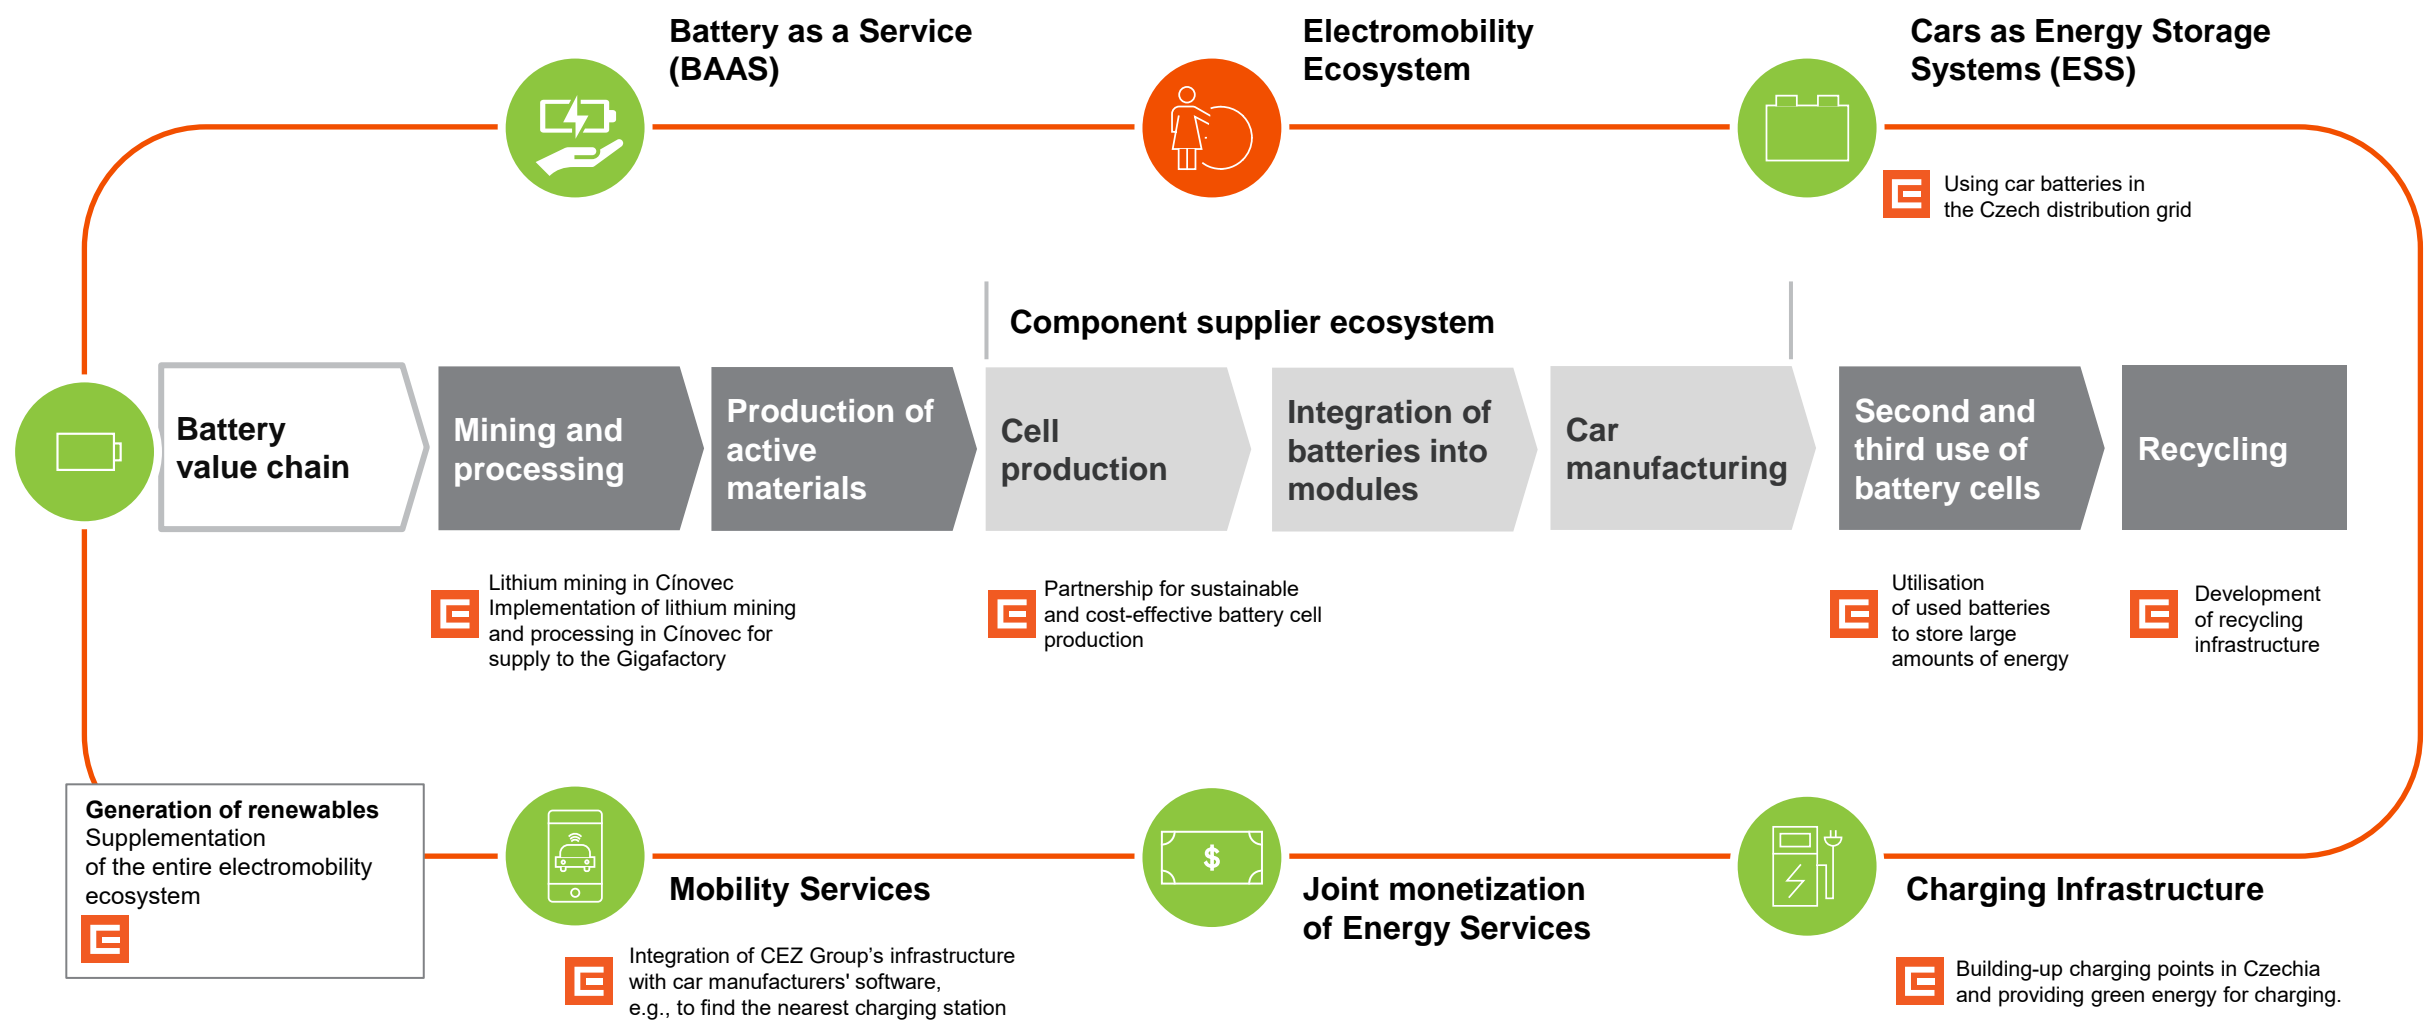 Battery as a Service
(BAAS)
Electromobility
Ecosystem
Cars as Energy Storage
Systems (ESS)
Using car batteries in
the Czech distribution grid
Component supplier ecosystem
Battery
value chain
Mining and
processing
Production of
active
materials
Cell
production
Integration of
batteries into
modules
Car
manufacturing
Second and
third use of
battery cells
Recycling
Lithium mining in Cínovec
Implementation of lithium mining
and processing in Cínovec for
supply to the Gigafactory
Partnership for sustainable
and cost-effective battery cell
production
Utilisation
of used batteries
to store large
amounts of energy
Development
of recycling
infrastructure
Generation of renewables
Supplementation
of the entire electromobility
ecosystem
Mobility Services
Integration of CEZ Group’s infrastructure
with car manufacturers' software,
e.g., to find the nearest charging station
$
Joint monetization
of Energy Services
Charging Infrastructure
Building-up charging points in Czechia
and providing green energy for charging.